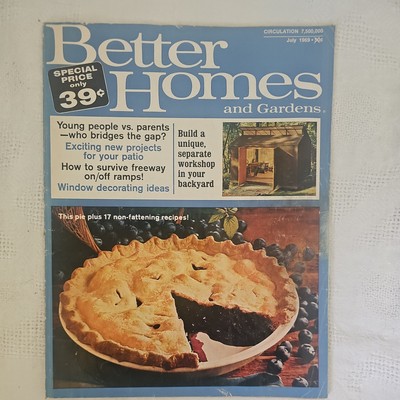 CIRCULATION 7,500,000
July 1969 • 50¢
Better
Homes
and Gardens®
SPECIAL
PRICE
only
39¢
Young people vs. parents
—who bridges the gap?
Exciting new projects
for your patio
How to survive freeway
on/off ramps!
Window decorating ideas
Build a
unique,
separate
workshop
in your
backyard
This pie plus 17 non-fattening recipes!